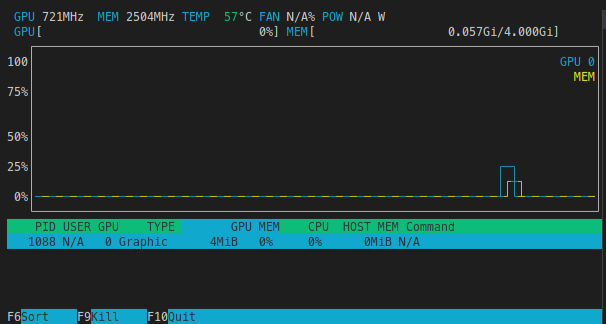 GPU 721MHz MEM 2504MHz TEMP 57°C FAN N/A% POW N/A W
GPU[ 0%] MEM[ 0.057Gi/4.000Gi]
100 GPU 0
MEM
75%
50%
25%
0%
PID USER GPU TYPE GPU MEM CPU HOST MEM Command
1088 N/A 0 Graphic 4MiB 0% 0% 0MiB N/A
F6Sort F9Kill F10Quit